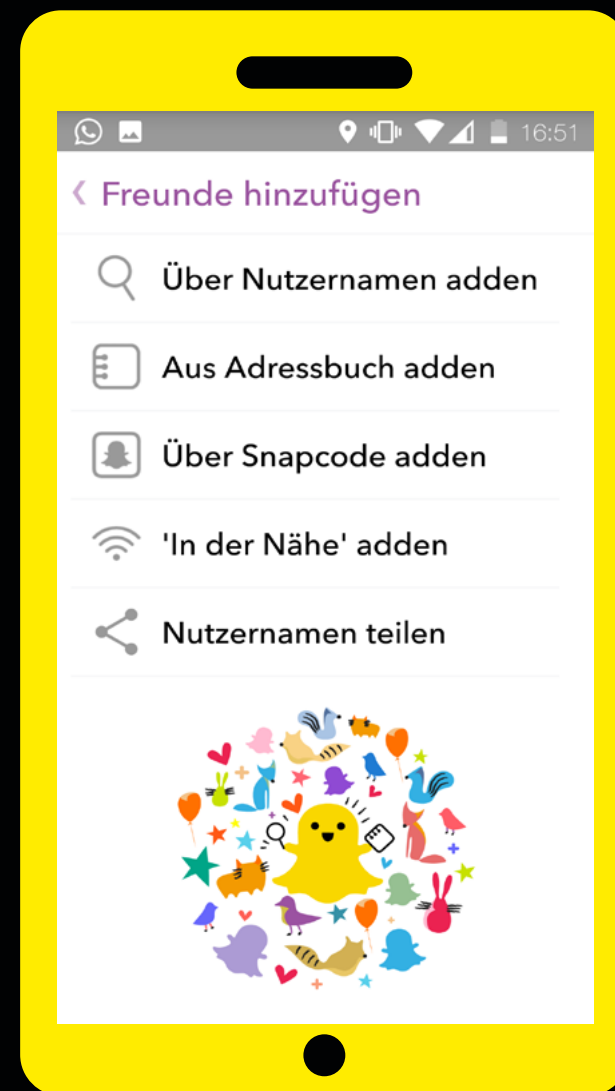 16:51
Freunde hinzufügen
Über Nutzernamen adden
Aus Adressbuch adden
Über Snapcode adden
'In der Nähe' adden
Nutzernamen teilen